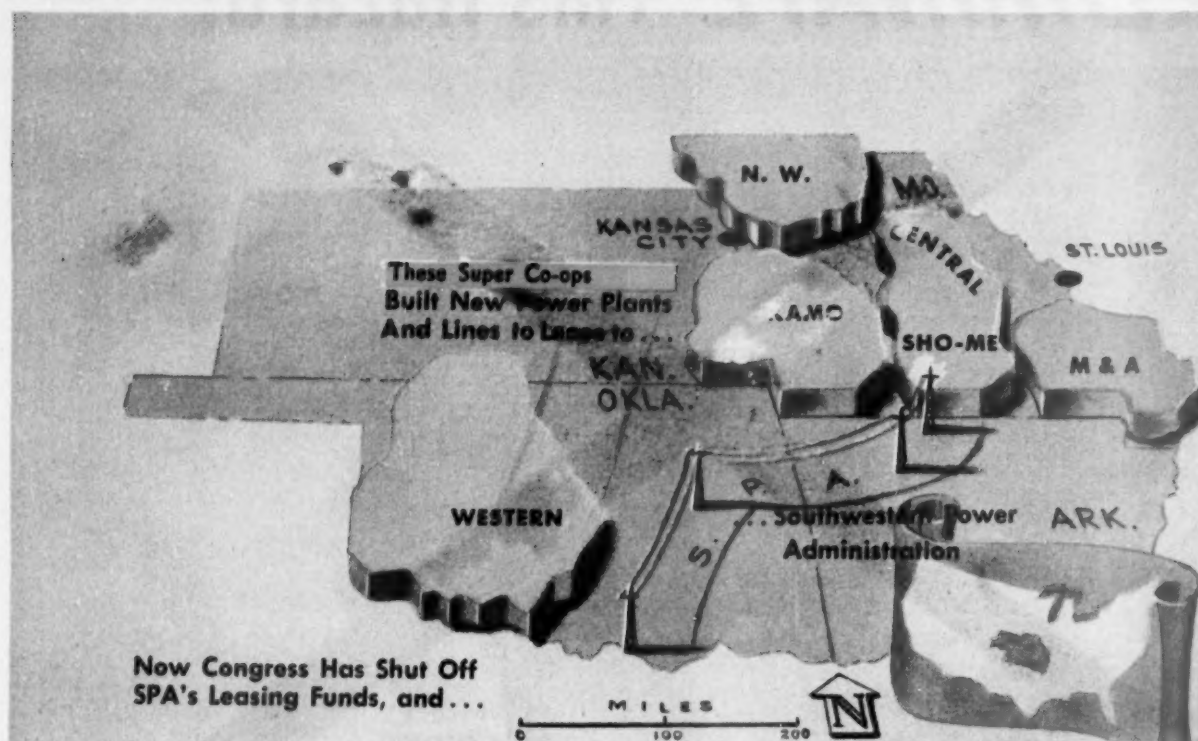 N. W.
MO.
KANSAS
CITY
CENTRAL
ST. LOUIS
These Super Co-ops
Built New Power Plants
And Lines to Lease to ...
KAMO
SHO-ME
M & A
KAN.
OKLA.
S. P. A.
WESTERN
... Southwestern Power
Administration
ARK.
Now Congress Has Shut Off
SPA's Leasing Funds, and ...
MILES
0 100 200
N